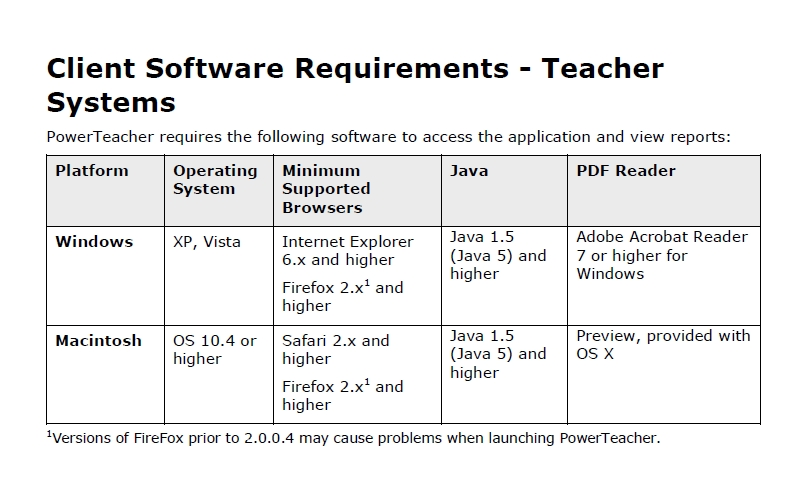 Client Software Requirements - Teacher
Systems
PowerTeacher requires the following software to access the application and view reports:
Platform
Operating
System
Minimum
Supported
Browsers
Java
PDF Reader
Windows
XP, Vista
Internet Explorer
6.x and higher
Firefox 2.x¹ and
higher
Java 1.5
(Java 5) and
higher
Adobe Acrobat Reader
7 or higher for
Windows
Macintosh
OS 10.4 or
higher
Safari 2.x and
higher
Firefox 2.x¹ and
higher
Java 1.5
(Java 5) and
higher
Preview, provided with
OS X
¹Versions of FireFox prior to 2.0.0.4 may cause problems when launching PowerTeacher.